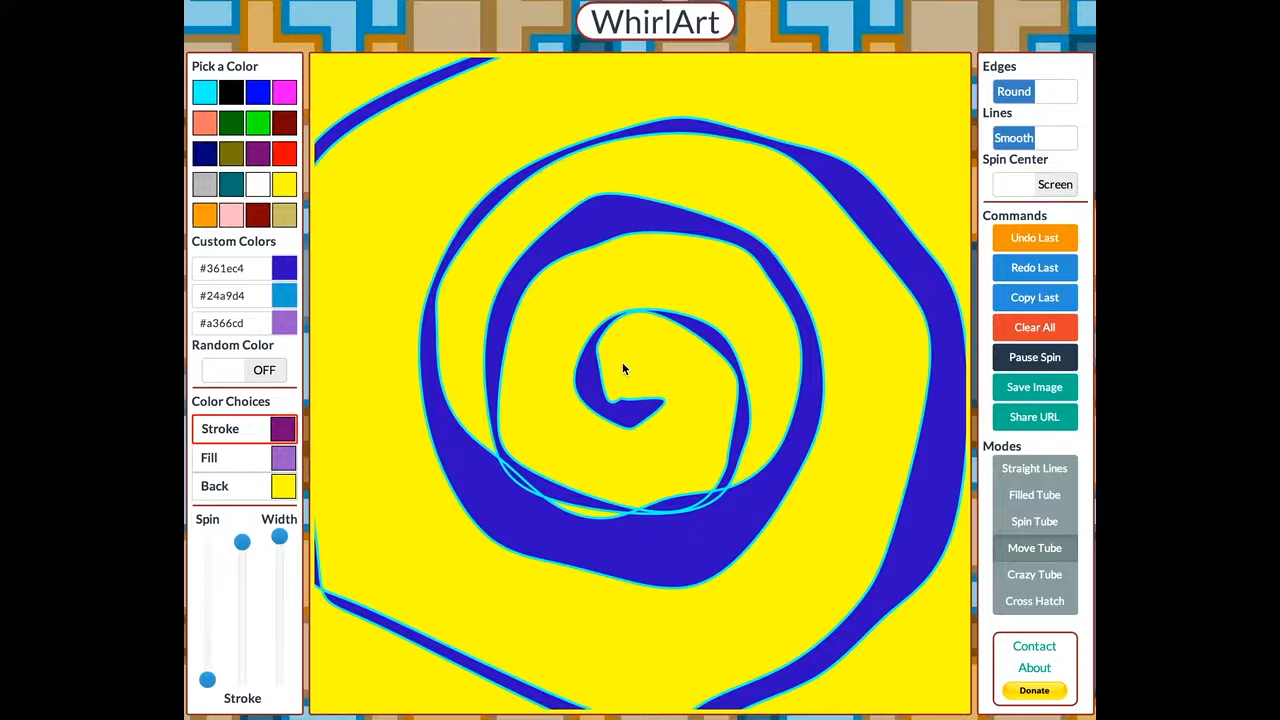 WhirlArt
Pick a Color
Custom Colors
#361ec4
#24a9d4
#a366cd
Random Color
OFF
Color Choices
Stroke
Fill
Back
Spin Width
Stroke
Edges
Round
Lines
Smooth
Spin Center
Screen
Commands
Undo Last
Redo Last
Copy Last
Clear All
Pause Spin
Save Image
Share URL
Modes
Straight Lines
Filled Tube
Spin Tube
Move Tube
Crazy Tube
Cross Hatch
Contact
About
Donate